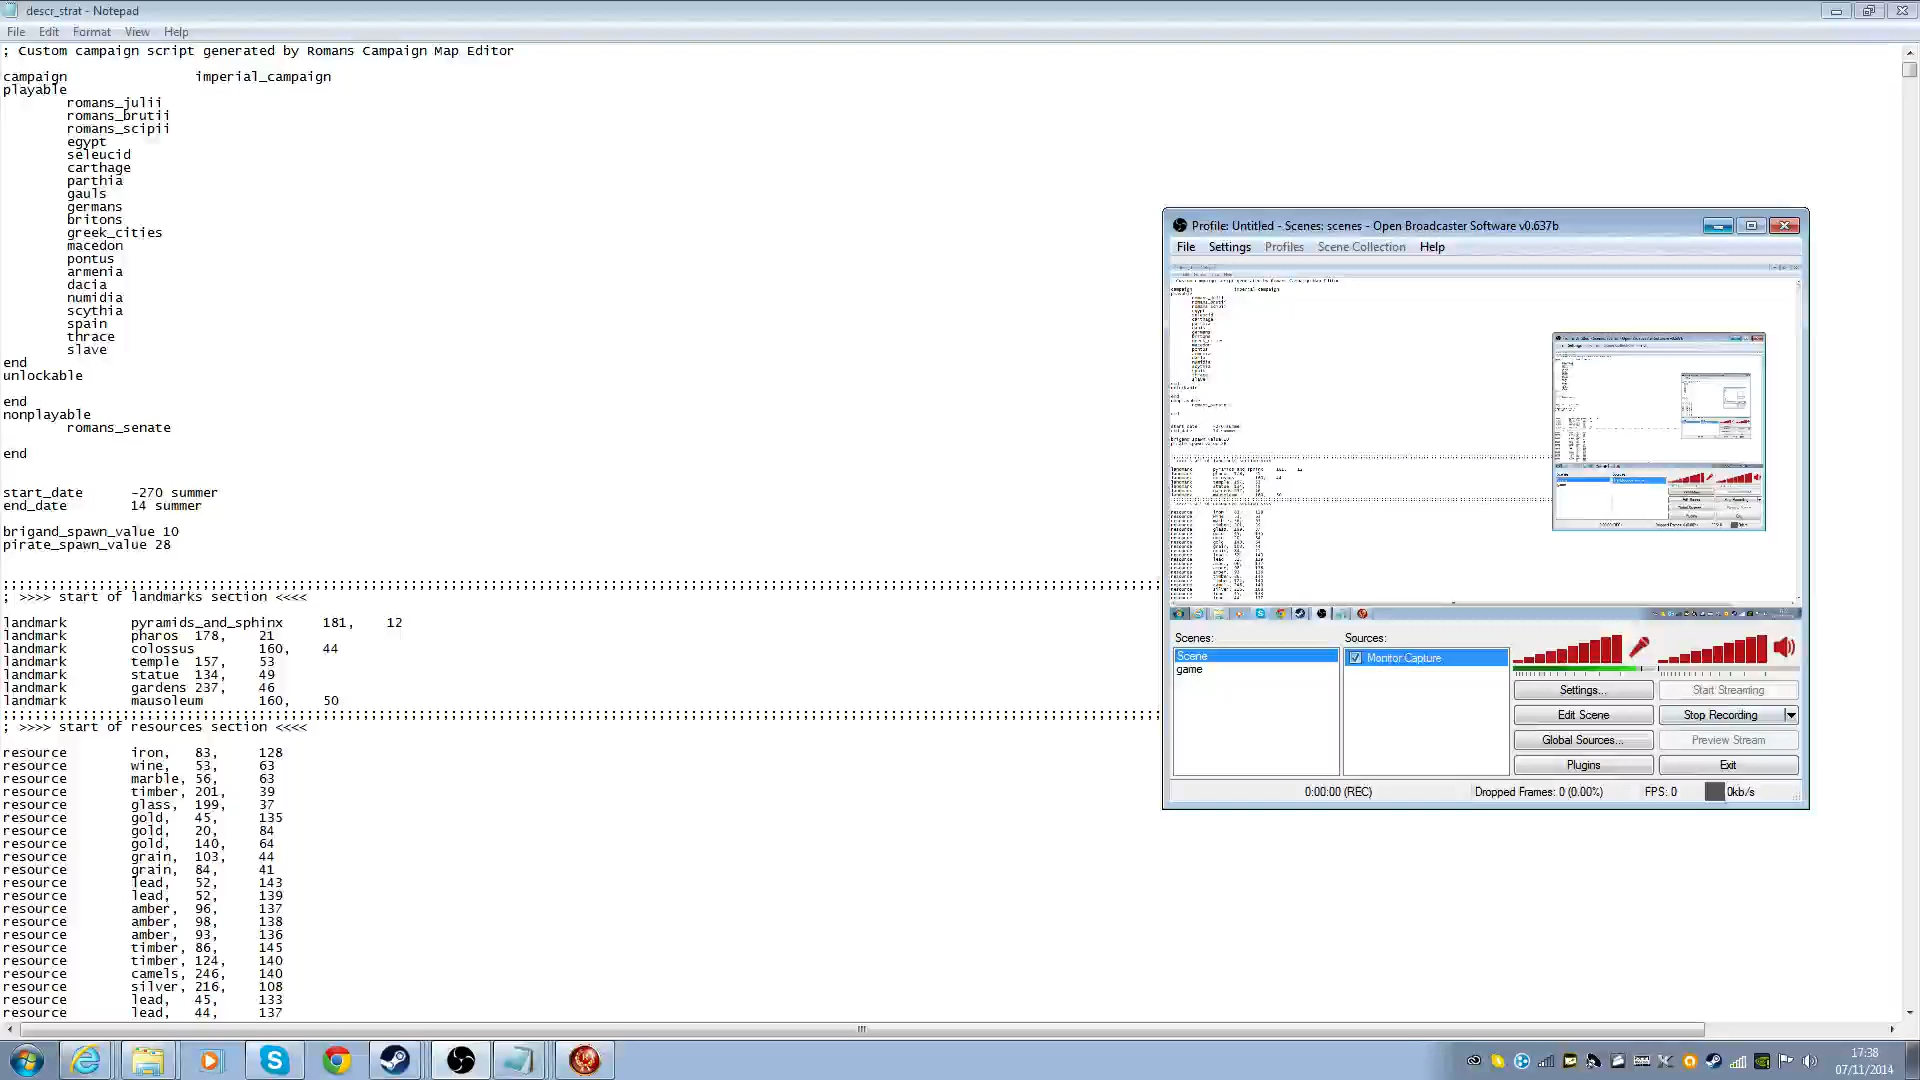 descr_strat - Notepad
File Edit Format View Help
; Custom campaign script generated by Romans Campaign Map Editor
campaign imperial_campaign
playable
romans_julii
romans_brutii
romans_scipii
egypt
seleucid
carthage
parthia
gauls
germans
britons
greek_cities
macedon
pontus
armenia
dacia
numidia
scythia
spain
thrace
slave
end
unlockable
end
nonplayable
romans_senate
end
start_date -270 summer
end_date 14 summer
brigand_spawn_value 10
pirate_spawn_value 28
; >>>> start of landmarks section <<<<
landmark pyramids_and_sphinx 181, 12
landmark pharos 178, 21
landmark colossus 160, 44
landmark temple 157, 53
landmark statue 134, 49
landmark gardens 237, 46
landmark mausoleum 160, 50
; >>>> start of resources section <<<<
resource iron, 83, 128
resource wine, 53, 63
resource marble, 56, 63
resource timber, 201, 39
resource glass, 199, 37
resource gold, 45, 135
resource gold, 20, 84
resource gold, 140, 64
resource grain, 103, 44
resource grain, 84, 41
resource lead, 52, 143
resource lead, 52, 139
resource amber, 96, 137
resource amber, 98, 138
resource amber, 93, 136
resource timber, 86, 145
resource timber, 124, 140
resource camels, 246, 140
resource silver, 216, 108
resource lead, 45, 133
resource lead, 44, 137
Profile: Untitled - Scenes: scenes - Open Broadcaster Software v0.637b
File Settings Profiles Scene Collection Help
Scenes: Sources:
Scene
game
Monitor Capture
Settings... Start Streaming
Edit Scene Stop Recording
Global Sources... Preview Stream
Plugins Exit
0:00:00 (REC) Dropped Frames: 0 (0.00%) FPS: 0 0kb/s
17:38
07/11/2014